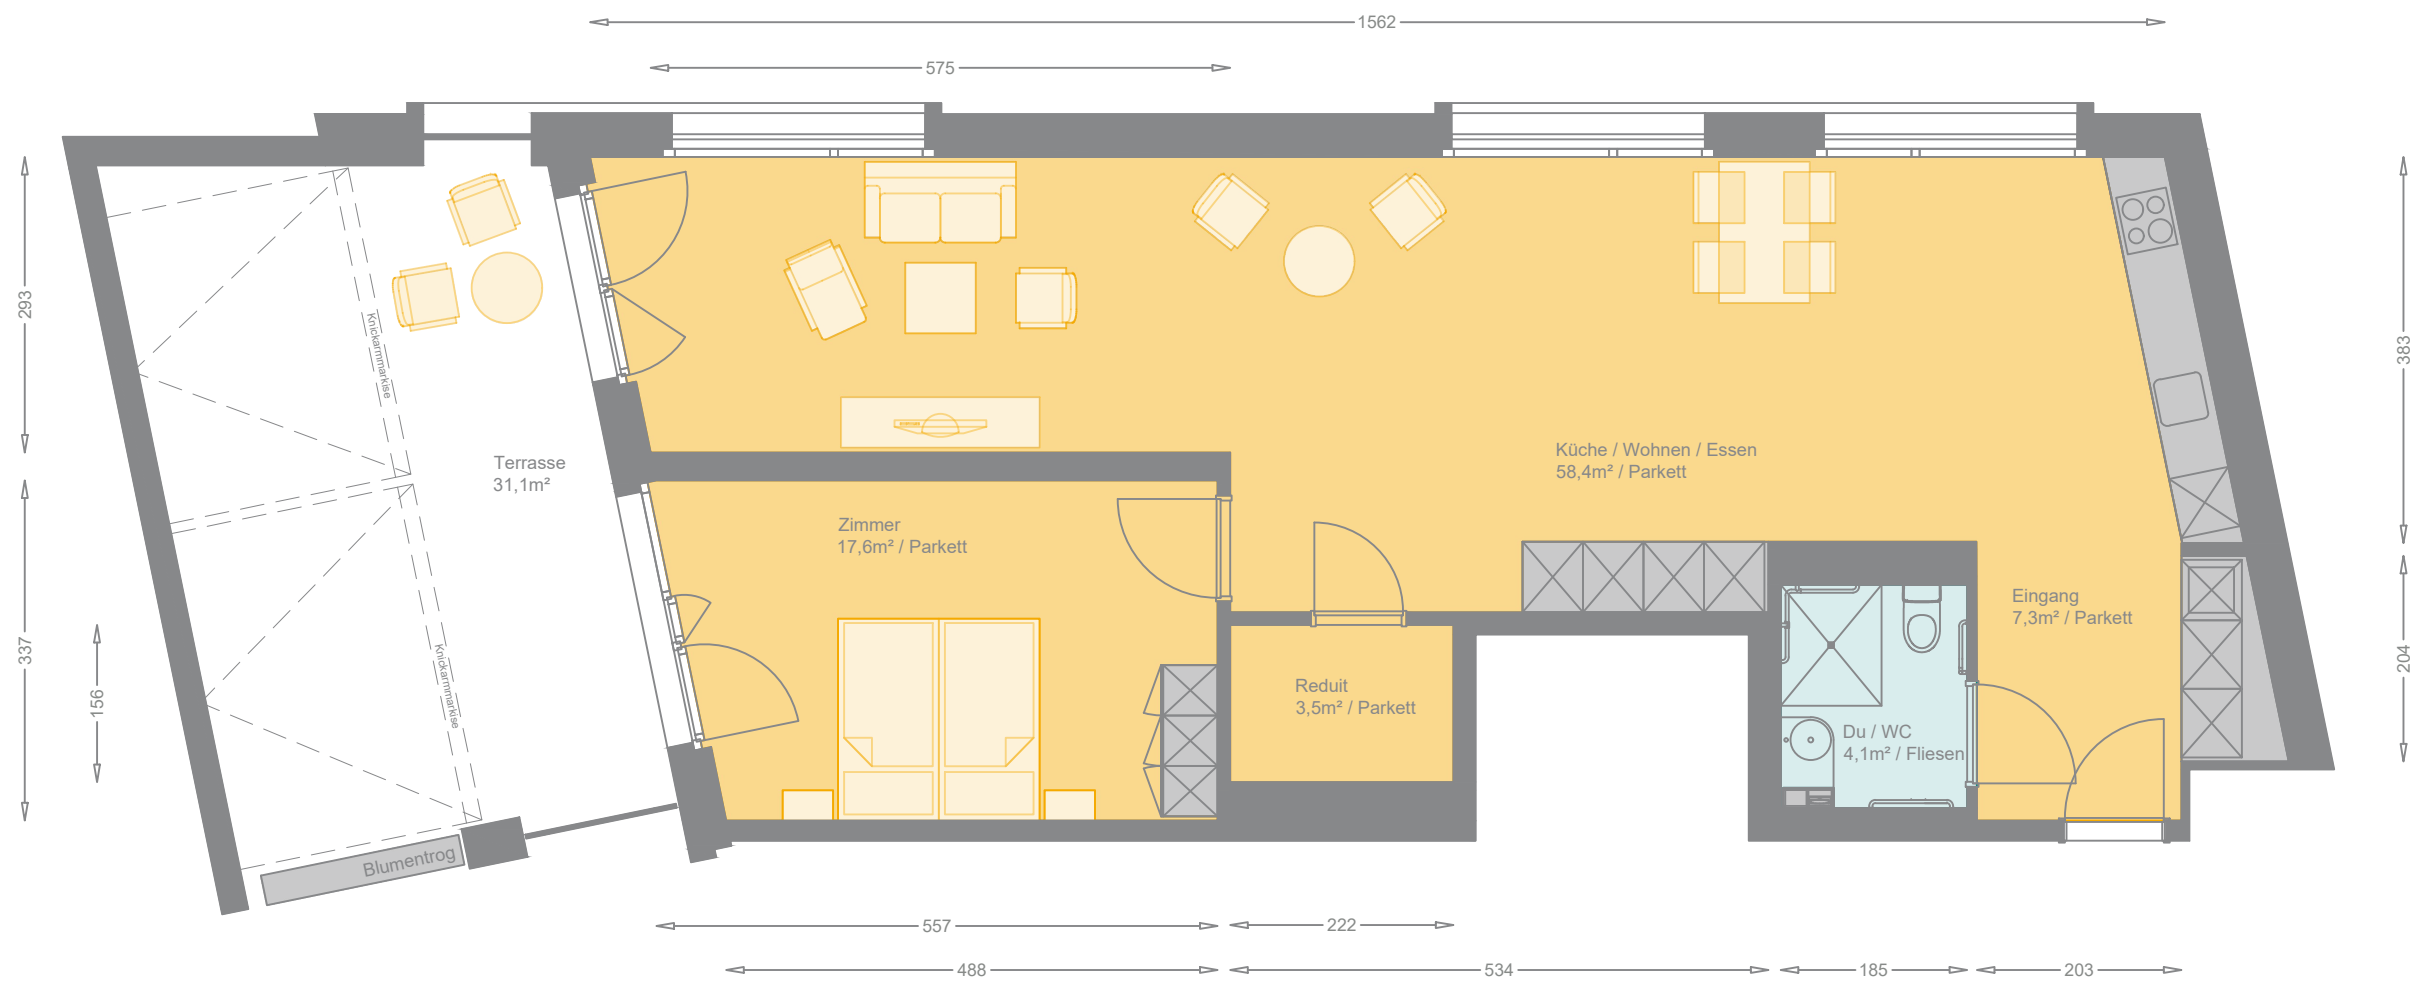 1562
575
293
383
Knickarmmarkise
Terrasse
31,1m²
Küche / Wohnen / Essen
58,4m² / Parkett
Zimmer
17,6m² / Parkett
Eingang
7,3m² / Parkett
337
156
204
Knickarmmarkise
Reduit
3,5m² / Parkett
Du / WC
4,1m² / Fliesen
Blumentrog
557
222
488
534
185
203